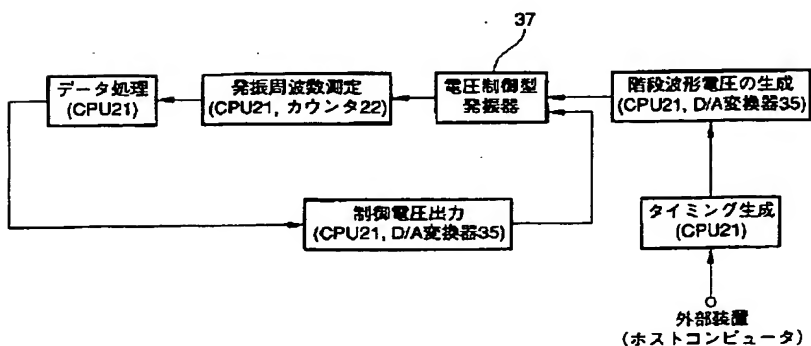 37
データ処理
(CPU21)
発振周波数測定
(CPU21, カウンタ22)
電圧制御型
発振器
階段波形電圧の生成
(CPU21, D/A変換器35)
制御電圧出力
(CPU21, D/A変換器35)
タイミング生成
(CPU21)
外部装置
(ホストコンピュータ)